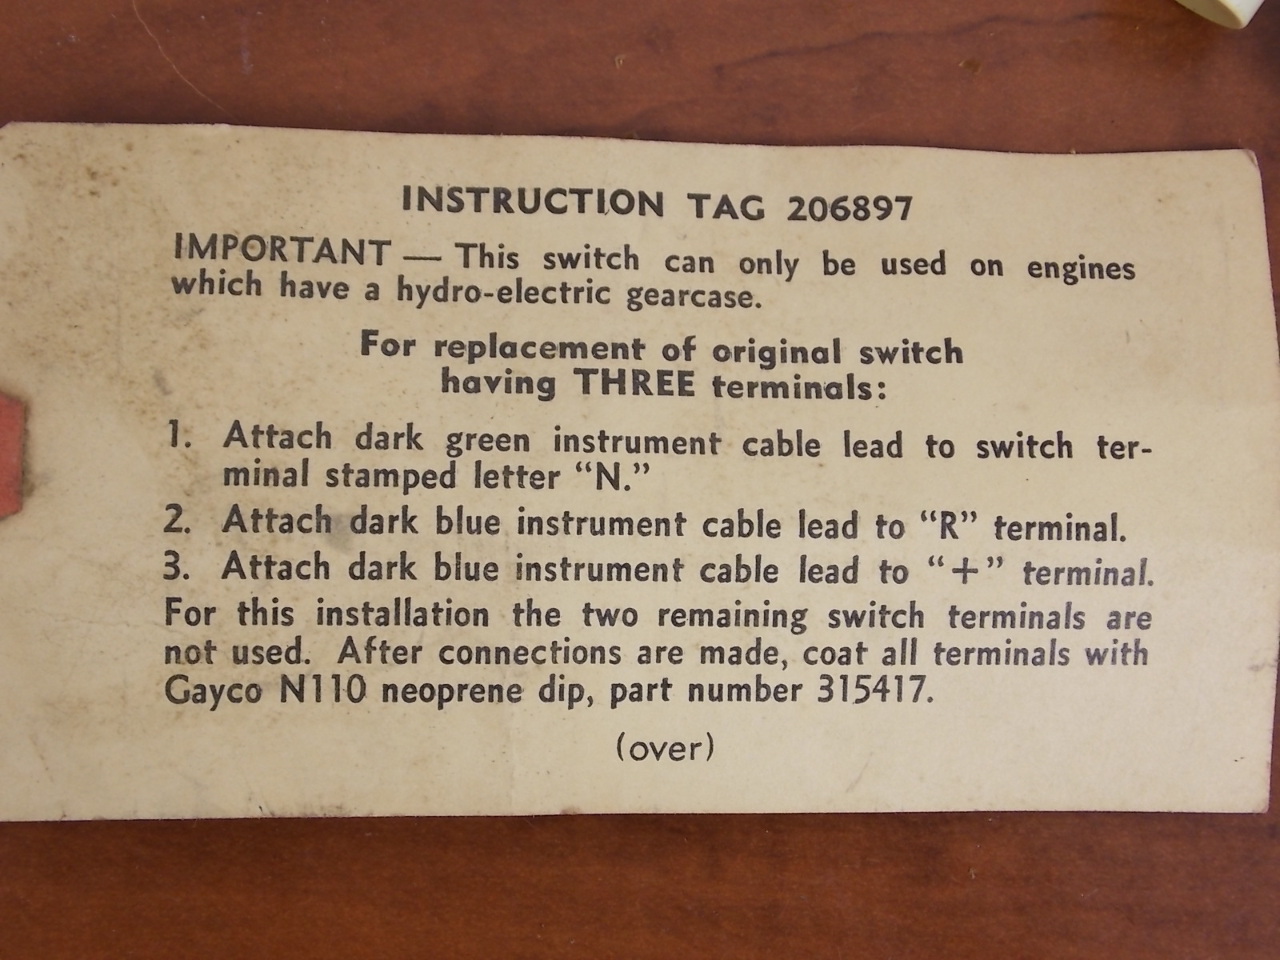 INSTRUCTION TAG 206897
IMPORTANT — This switch can only be used on engines
which have a hydro-electric gearcase.
For replacement of original switch
having THREE terminals:
1. Attach dark green instrument cable lead to switch ter-
minal stamped letter “N.”
2. Attach dark blue instrument cable lead to “R” terminal.
3. Attach dark blue instrument cable lead to “+” terminal.
For this installation the two remaining switch terminals are
not used. After connections are made, coat all terminals with
Gayco N110 neoprene dip, part number 315417.
(over)